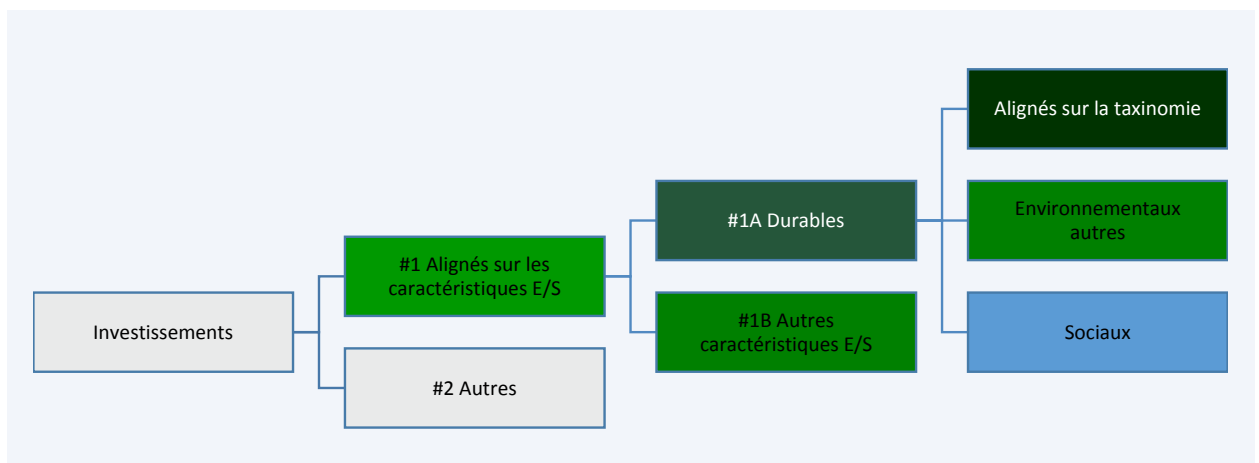 Investissements
#1 Alignés sur les
caractéristiques E/S
#2 Autres
#1A Durables
#1B Autres
caractéristiques E/S
Alignés sur la taxinomie
Environnementaux
autres
Sociaux